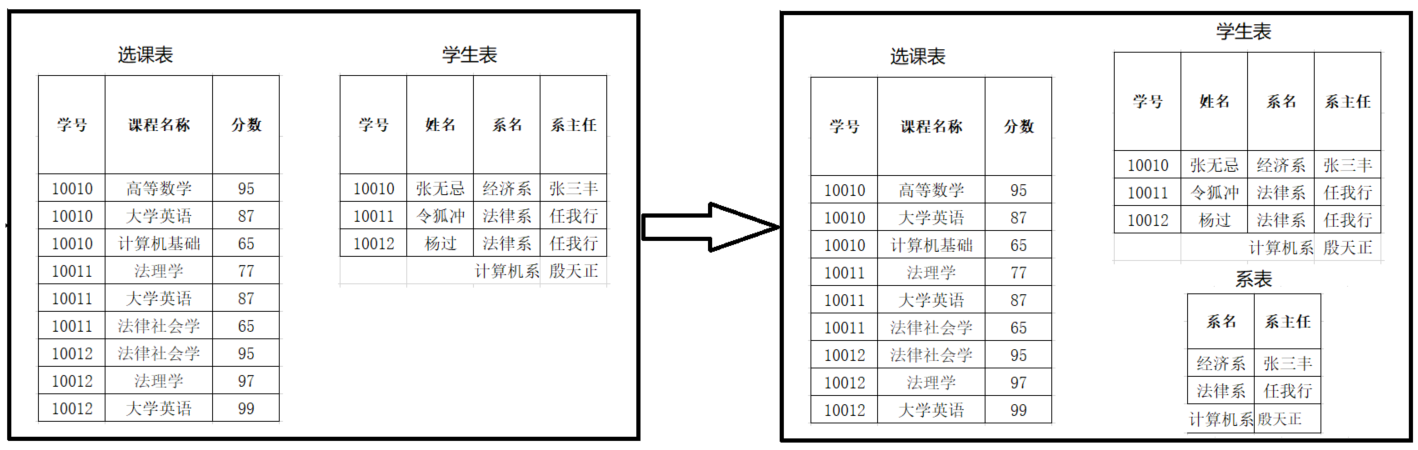 选课表
学号 课程名称 分数
10010 高等数学 95
10010 大学英语 87
10010 计算机基础 65
10011 法理学 77
10011 大学英语 87
10011 法律社会学 65
10012 法律社会学 95
10012 法理学 97
10012 大学英语 99
学生表
学号 姓名 系名 系主任
10010 张无忌 经济系 张三丰
10011 令狐冲 法律系 任我行
10012 杨过 法律系 任我行
计算机系 殷天正
选课表
学号 课程名称 分数
10010 高等数学 95
10010 大学英语 87
10010 计算机基础 65
10011 法理学 77
10011 大学英语 87
10011 法律社会学 65
10012 法律社会学 95
10012 法理学 97
10012 大学英语 99
学生表
学号 姓名 系名 系主任
10010 张无忌 经济系 张三丰
10011 令狐冲 法律系 任我行
10012 杨过 法律系 任我行
计算机系 殷天正
系表
系名 系主任
经济系 张三丰
法律系 任我行
计算机系 殷天正